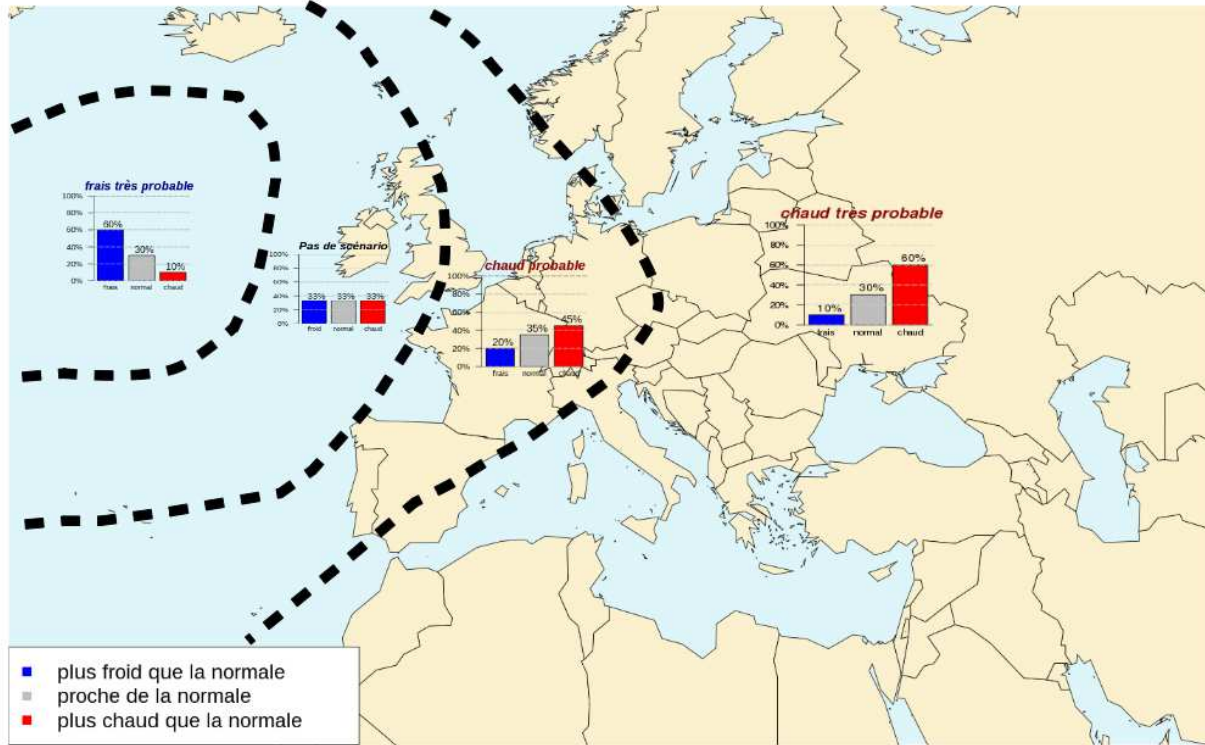 frais très probable
100%
80%
60%
40%
20%
0%
60%
30%
10%
frais normal chaud
Pas de scénario
100%
80%
60%
40%
20%
0%
33% 33% 33%
froid normal chaud
chaud probable
100%
80%
60%
40%
20%
0%
20%
35%
45%
frais normal chaud
chaud très probable
100%
80%
60%
40%
20%
0%
10%
30%
60%
frais normal chaud
plus froid que la normale
proche de la normale
plus chaud que la normale